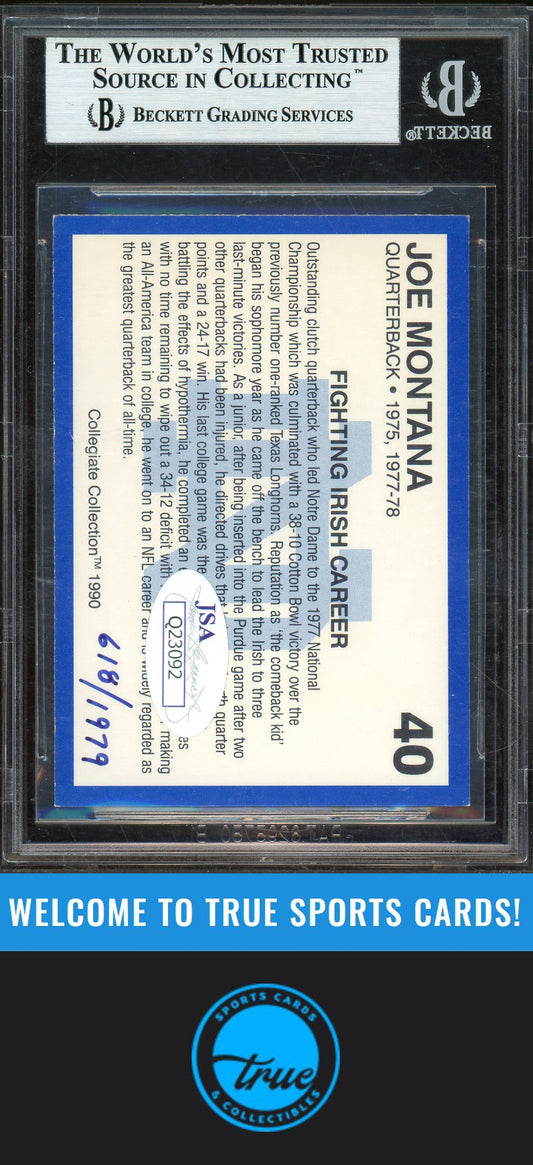 THE WORLD'S MOST TRUSTED
SOURCE IN COLLECTING™
B BECKETT GRADING SERVICES
B
BECKETT®
JOE MONTANA 40
QUARTERBACK • 1975, 1977-78
FIGHTING IRISH CAREER
Outstanding clutch quarterback who led Notre Dame to the 1977 National
Championship which was culminated with a 38-10 Cotton Bowl victory over the
previously number one-ranked Texas Longhorns. Reputation as 'the comeback kid'
began his sophomore year as he came off the bench to lead the Irish to three
last-minute victories. As a junior, after being inserted into the Purdue game after two
other quarterbacks had been injured, he directed drives that quarter
points and a 24-17 win. His last college game was the
battling the effects of hypothermia, he completed
with no time remaining to wipe out a 34-12 deficit with making
an All-America team in college, he went on to an NFL career and is widely regarded as
the greatest quarterback of all-time.
Collegiate Collection™ 1990
JSA
Q23092
618/1979
WELCOME TO TRUE SPORTS CARDS!
SPORTS CARDS
true
& COLLECTIBLES